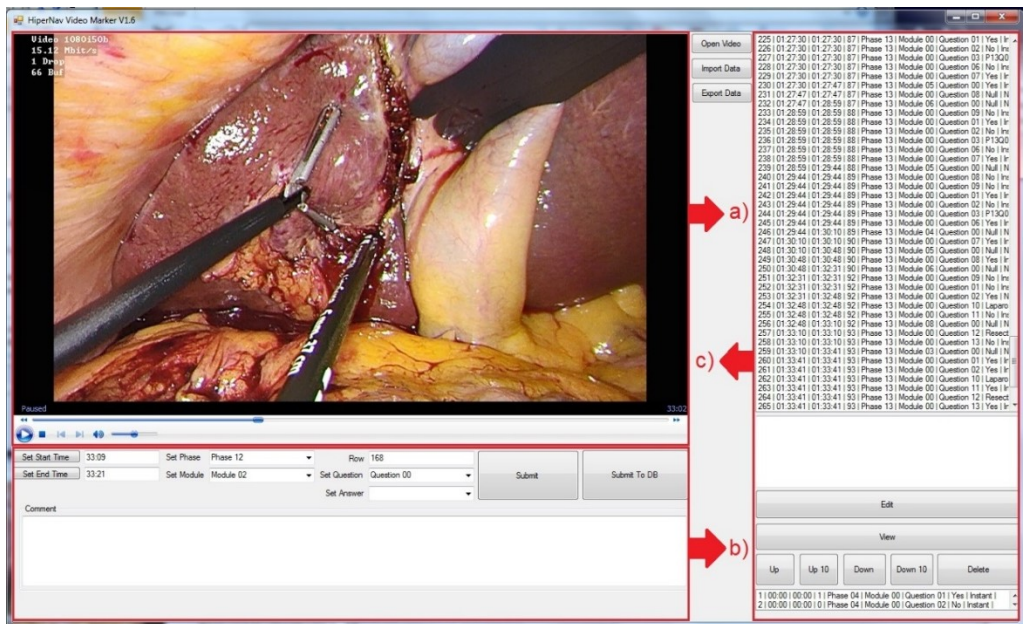 HiperNav Video Marker V1.6
Video 1080i50h
15.12 Mbit/s
1 Drop
66 Buf
Paused
33:02
Set Start Time 33:09 Set Phase Phase 12 Row 168
Set End Time 33:21 Set Module Module 02 Set Question Question 00
Set Answer
Submit
Submit To DB
Comment
Open Video
Import Data
Export Data
a)
c)
b)
225 | 01:27:30 | 01:27:30 | 87 | Phase 13 | Module 00 | Question 01 | Yes | Ir
226 | 01:27:30 | 01:27:30 | 87 | Phase 13 | Module 00 | Question 02 | No | Ins
227 | 01:27:30 | 01:27:30 | 87 | Phase 13 | Module 00 | Question 03 | P13Q0
228 | 01:27:30 | 01:27:30 | 87 | Phase 13 | Module 00 | Question 06 | No | Ins
229 | 01:27:30 | 01:27:30 | 87 | Phase 13 | Module 00 | Question 07 | Yes | Ir
230 | 01:27:30 | 01:27:47 | 87 | Phase 13 | Module 05 | Question 00 | Yes | Ir
231 | 01:27:47 | 01:27:47 | 87 | Phase 13 | Module 00 | Question 08 | Null | N
232 | 01:27:47 | 01:28:59 | 87 | Phase 13 | Module 06 | Question 00 | Null | N
233 | 01:28:59 | 01:28:59 | 88 | Phase 13 | Module 00 | Question 09 | No | Ins
234 | 01:28:59 | 01:28:59 | 88 | Phase 13 | Module 00 | Question 01 | Yes | Ir
235 | 01:28:59 | 01:28:59 | 88 | Phase 13 | Module 00 | Question 02 | No | Ins
236 | 01:28:59 | 01:28:59 | 88 | Phase 13 | Module 00 | Question 03 | P13Q0
237 | 01:28:59 | 01:28:59 | 88 | Phase 13 | Module 00 | Question 06 | No | Ins
238 | 01:28:59 | 01:28:59 | 88 | Phase 13 | Module 00 | Question 07 | Yes | Ir
239 | 01:28:59 | 01:29:44 | 88 | Phase 13 | Module 05 | Question 00 | Null | N
240 | 01:29:44 | 01:29:44 | 89 | Phase 13 | Module 00 | Question 08 | No | Ins
241 | 01:29:44 | 01:29:44 | 89 | Phase 13 | Module 00 | Question 09 | No | Ins
242 | 01:29:44 | 01:29:44 | 89 | Phase 13 | Module 00 | Question 01 | Yes | Ir
243 | 01:29:44 | 01:29:44 | 89 | Phase 13 | Module 00 | Question 02 | No | Ins
244 | 01:29:44 | 01:29:44 | 89 | Phase 13 | Module 00 | Question 03 | P13Q0
245 | 01:29:44 | 01:29:44 | 89 | Phase 13 | Module 00 | Question 06 | Yes | Ir
246 | 01:29:44 | 01:30:10 | 89 | Phase 13 | Module 04 | Question 00 | Null | N
247 | 01:30:10 | 01:30:10 | 90 | Phase 13 | Module 00 | Question 07 | Yes | Ir
248 | 01:30:10 | 01:30:48 | 90 | Phase 13 | Module 05 | Question 00 | Null | N
249 | 01:30:48 | 01:30:48 | 90 | Phase 13 | Module 00 | Question 08 | Yes | Ir
250 | 01:30:48 | 01:32:31 | 90 | Phase 13 | Module 06 | Question 00 | Null | N
251 | 01:32:31 | 01:32:31 | 92 | Phase 13 | Module 00 | Question 09 | No | Ins
252 | 01:32:31 | 01:32:31 | 92 | Phase 13 | Module 00 | Question 01 | No | Ins
253 | 01:32:31 | 01:32:48 | 92 | Phase 13 | Module 00 | Question 02 | Yes | N
254 | 01:32:48 | 01:32:48 | 92 | Phase 13 | Module 00 | Question 10 | Laparo
255 | 01:32:48 | 01:32:48 | 92 | Phase 13 | Module 00 | Question 11 | No | Ins
256 | 01:32:48 | 01:33:10 | 92 | Phase 13 | Module 08 | Question 00 | Null | N
257 | 01:33:10 | 01:33:10 | 93 | Phase 13 | Module 00 | Question 12 | Resect
258 | 01:33:10 | 01:33:10 | 93 | Phase 13 | Module 00 | Question 13 | No | Ins
259 | 01:33:10 | 01:33:41 | 93 | Phase 13 | Module 03 | Question 00 | Null | N
260 | 01:33:41 | 01:33:41 | 93 | Phase 13 | Module 00 | Question 01 | Yes | Ir
261 | 01:33:41 | 01:33:41 | 93 | Phase 13 | Module 00 | Question 02 | Yes | Ir
262 | 01:33:41 | 01:33:41 | 93 | Phase 13 | Module 00 | Question 10 | Laparo
263 | 01:33:41 | 01:33:41 | 93 | Phase 13 | Module 00 | Question 11 | Yes | Ir
264 | 01:33:41 | 01:33:41 | 93 | Phase 13 | Module 00 | Question 12 | Resect
265 | 01:33:41 | 01:33:41 | 93 | Phase 13 | Module 00 | Question 13 | Yes | Ir
Edit
View
Up Up 10 Down Down 10 Delete
1 | 00:00 | 00:00 | 1 | Phase 04 | Module 00 | Question 01 | Yes | Instant |
2 | 00:00 | 00:00 | 0 | Phase 04 | Module 00 | Question 02 | No | Instant |